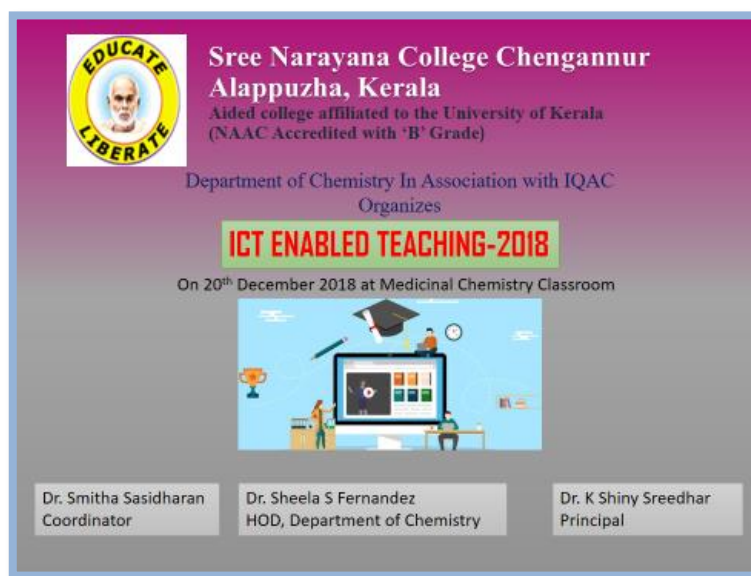 EDUCATE
LIBERATE
Sree Narayana College Chengannur
Alappuzha, Kerala
Aided college affiliated to the University of Kerala
(NAAC Accredited with ‘B’ Grade)
Department of Chemistry In Association with IQAC
Organizes
ICT ENABLED TEACHING-2018
On 20th December 2018 at Medicinal Chemistry Classroom
Dr. Smitha Sasidharan
Coordinator
Dr. Sheela S Fernandez
HOD, Department of Chemistry
Dr. K Shiny Sreedhar
Principal